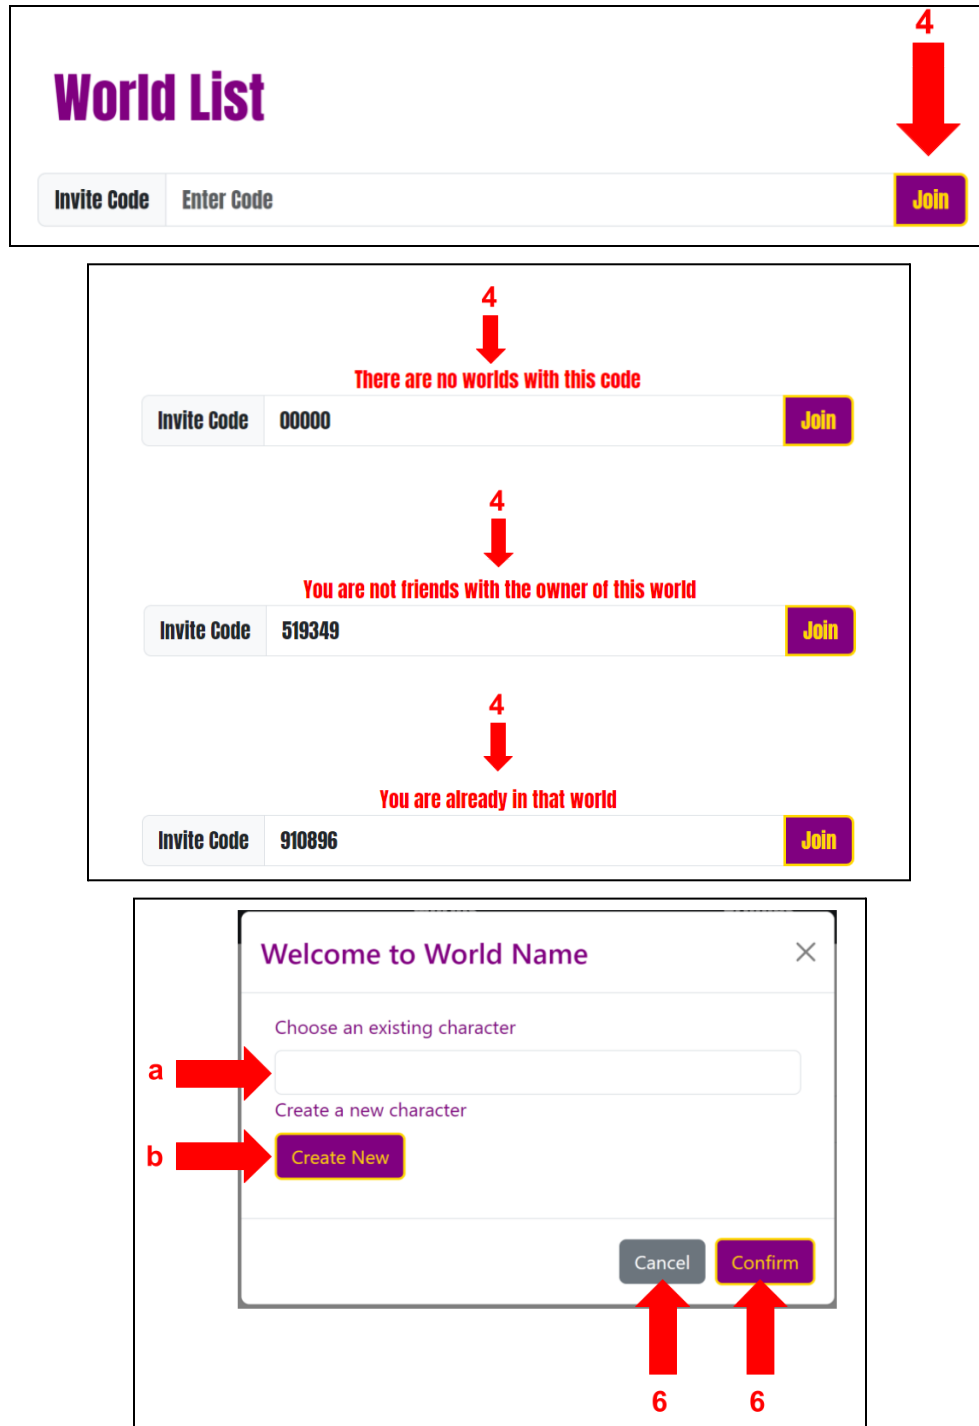 4
World List
Invite Code Enter Code Join
4
There are no worlds with this code
Invite Code 00000 Join
4
You are not friends with the owner of this world
Invite Code 519349 Join
4
You are already in that world
Invite Code 910896 Join
Welcome to World Name
Choose an existing character
a
Create a new character
b Create New
Cancel Confirm
6 6